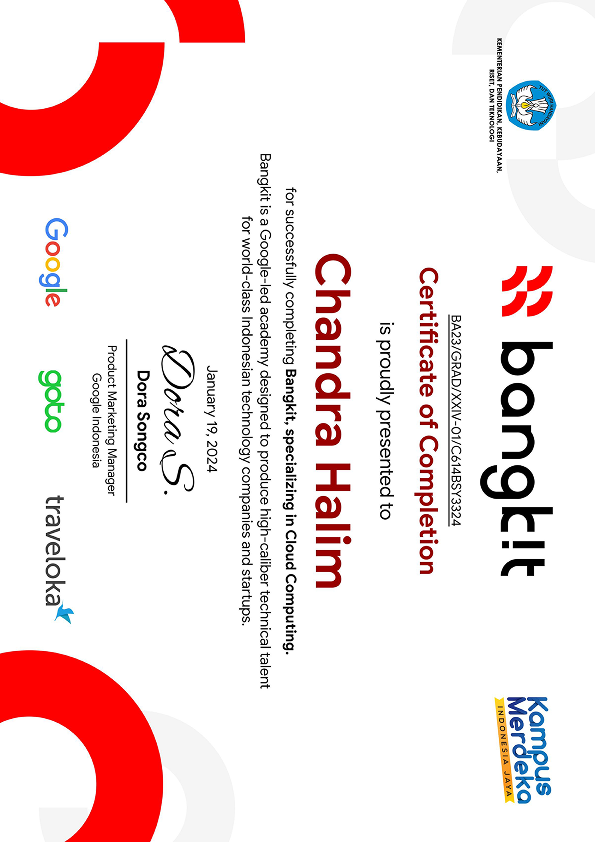 KEMENTERIAN PENDIDIKAN, KEBUDAYAAN,
RISET, DAN TEKNOLOGI
bangk!t
Kampus
Merdeka
INDONESIA JAYA
BA23/GRAD/XXIV-01/C614BSY3324
Certificate of Completion
is proudly presented to
Chandra Halim
for successfully completing Bangkit, specializing in Cloud Computing.
Bangkit is a Google-led academy designed to produce high-caliber technical talent
for world-class Indonesian technology companies and startups.
January 19, 2024
Dora S.
Dora Songco
Product Marketing Manager
Google Indonesia
Google
goto
traveloka